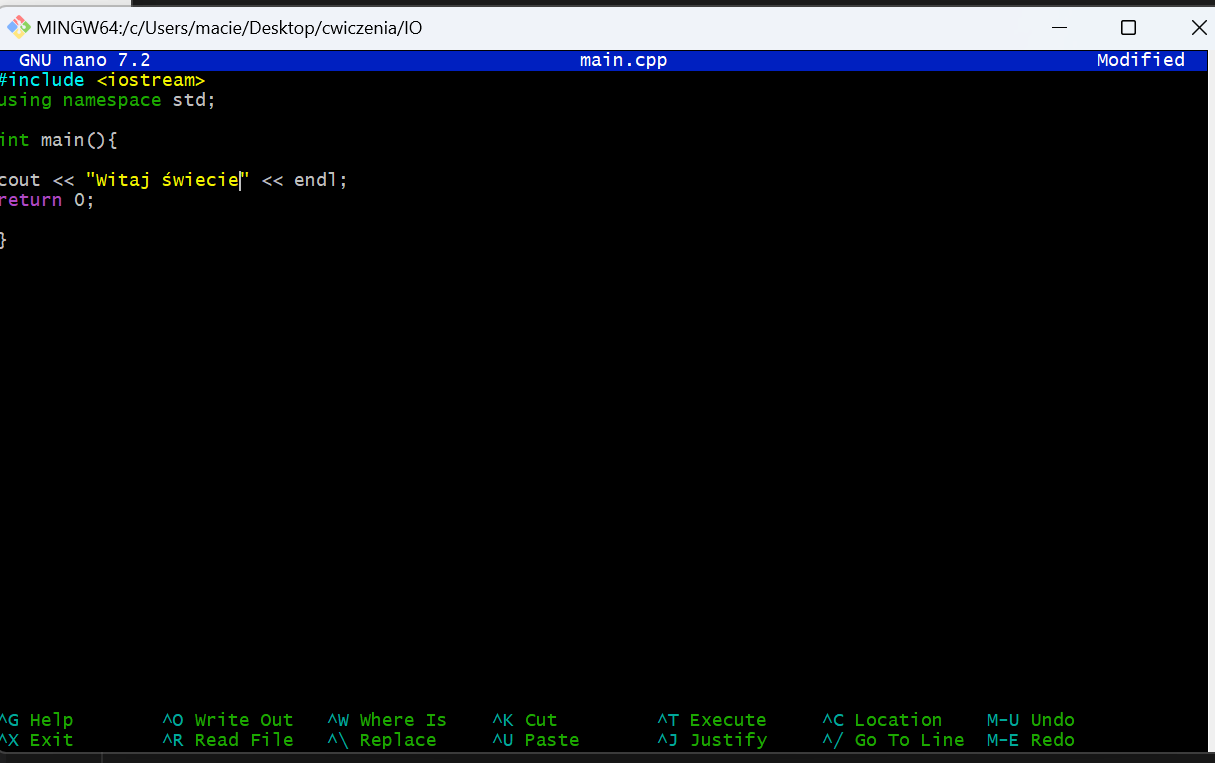 MINGW64:/c/Users/macie/Desktop/cwiczenia/IO
GNU nano 7.2 main.cpp Modified
#include <iostream>
using namespace std;
int main(){
cout << "Witaj świecie" << endl;
return 0;
}
^G Help ^O Write Out ^W Where Is ^K Cut ^T Execute ^C Location M-U Undo
^X Exit ^R Read File ^\ Replace ^U Paste ^J Justify ^/ Go To Line M-E Redo